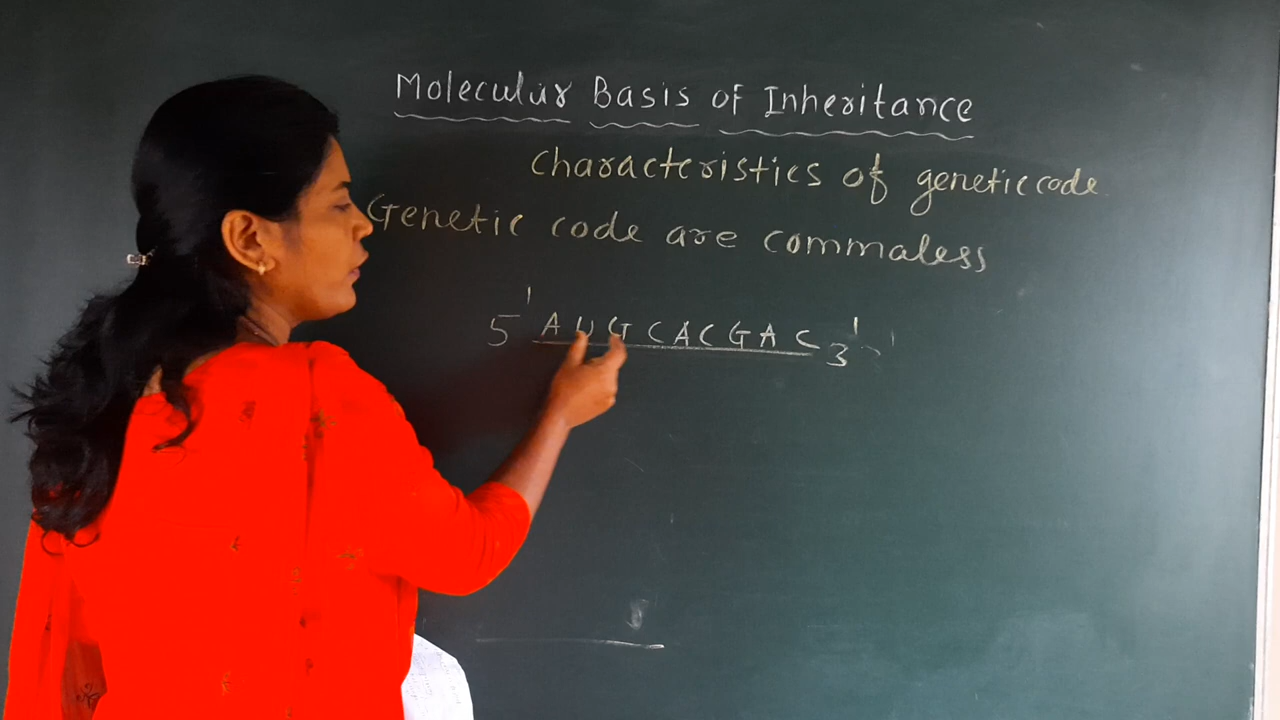 Molecular Basis of Inheritance
characteristics of genetic code
Genetic code are commaless
5' AUGCACGAC 3'